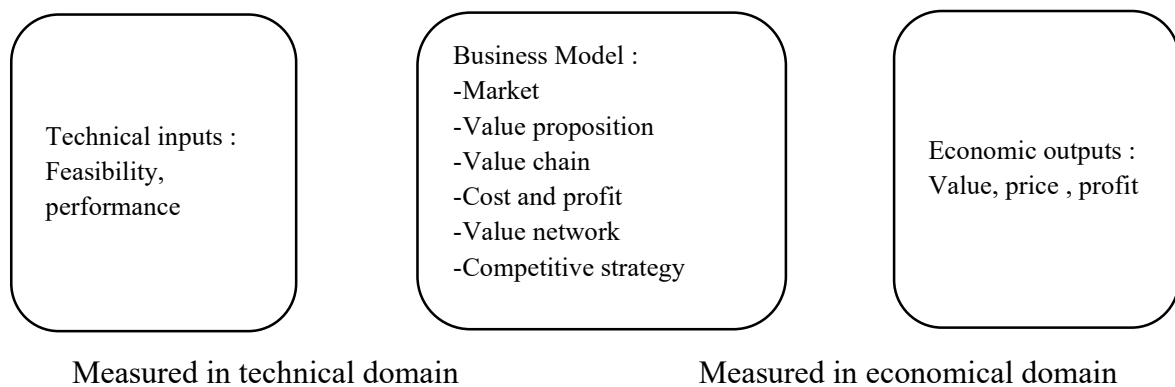 Technical inputs :
Feasibility,
performance
Business Model :
-Market
-Value proposition
-Value chain
-Cost and profit
-Value network
-Competitive strategy
Economic outputs :
Value, price , profit
Measured in technical domain
Measured in economical domain